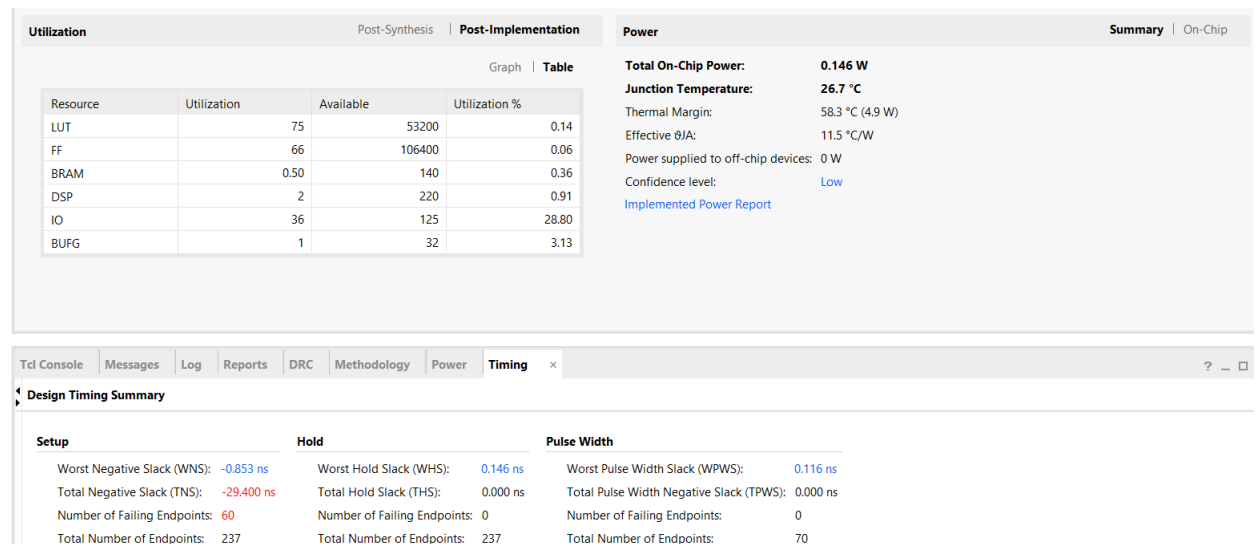 Utilization Post-Synthesis | Post-Implementation
Graph | Table
Resource Utilization Available Utilization %
LUT 75 53200 0.14
FF 66 106400 0.06
BRAM 0.50 140 0.36
DSP 2 220 0.91
IO 36 125 28.80
BUFG 1 32 3.13
Power Summary | On-Chip
Total On-Chip Power: 0.146 W
Junction Temperature: 26.7 °C
Thermal Margin: 58.3 °C (4.9 W)
Effective θJA: 11.5 °C/W
Power supplied to off-chip devices: 0 W
Confidence level: Low
Implemented Power Report
Tcl Console Messages Log Reports DRC Methodology Power Timing × ? _ □
Design Timing Summary
Setup
Worst Negative Slack (WNS): -0.853 ns
Total Negative Slack (TNS): -29.400 ns
Number of Failing Endpoints: 60
Total Number of Endpoints: 237
Hold
Worst Hold Slack (WHS): 0.146 ns
Total Hold Slack (THS): 0.000 ns
Number of Failing Endpoints: 0
Total Number of Endpoints: 237
Pulse Width
Worst Pulse Width Slack (WPWS): 0.116 ns
Total Pulse Width Negative Slack (TPWS): 0.000 ns
Number of Failing Endpoints: 0
Total Number of Endpoints: 70